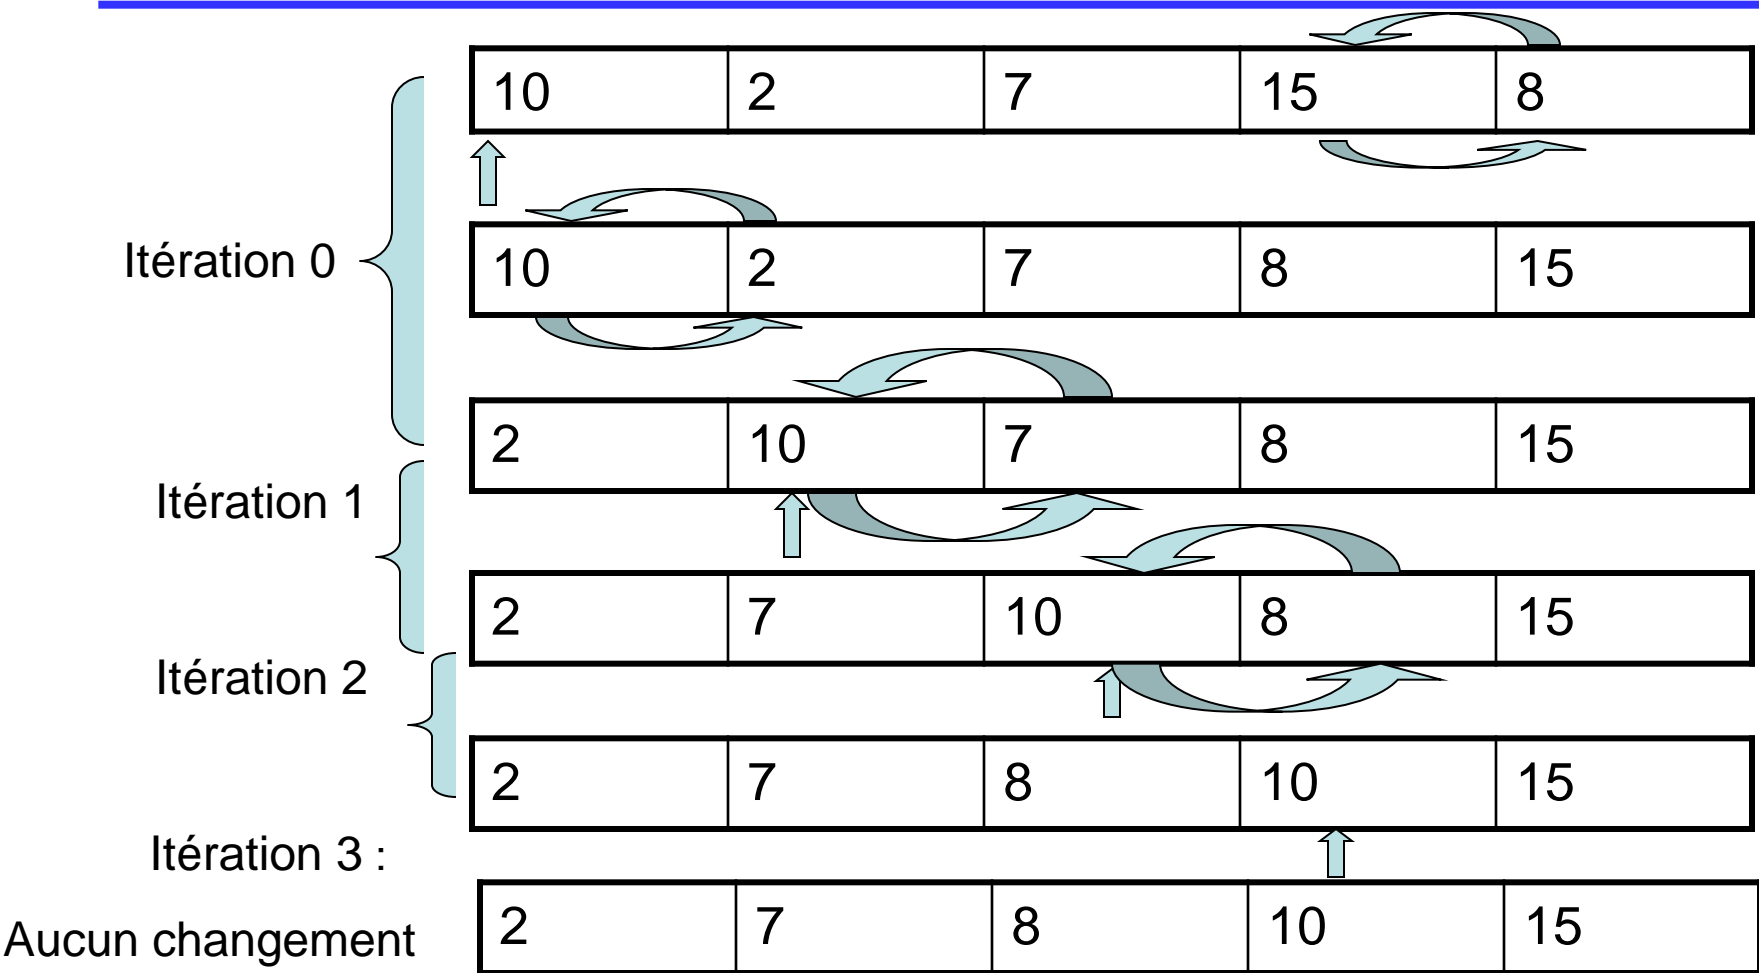 10 2 7 15 8
Itération 0
10 2 7 8 15
2 10 7 8 15
Itération 1
2 7 10 8 15
Itération 2
2 7 8 10 15
Itération 3 :
Aucun changement
2 7 8 10 15